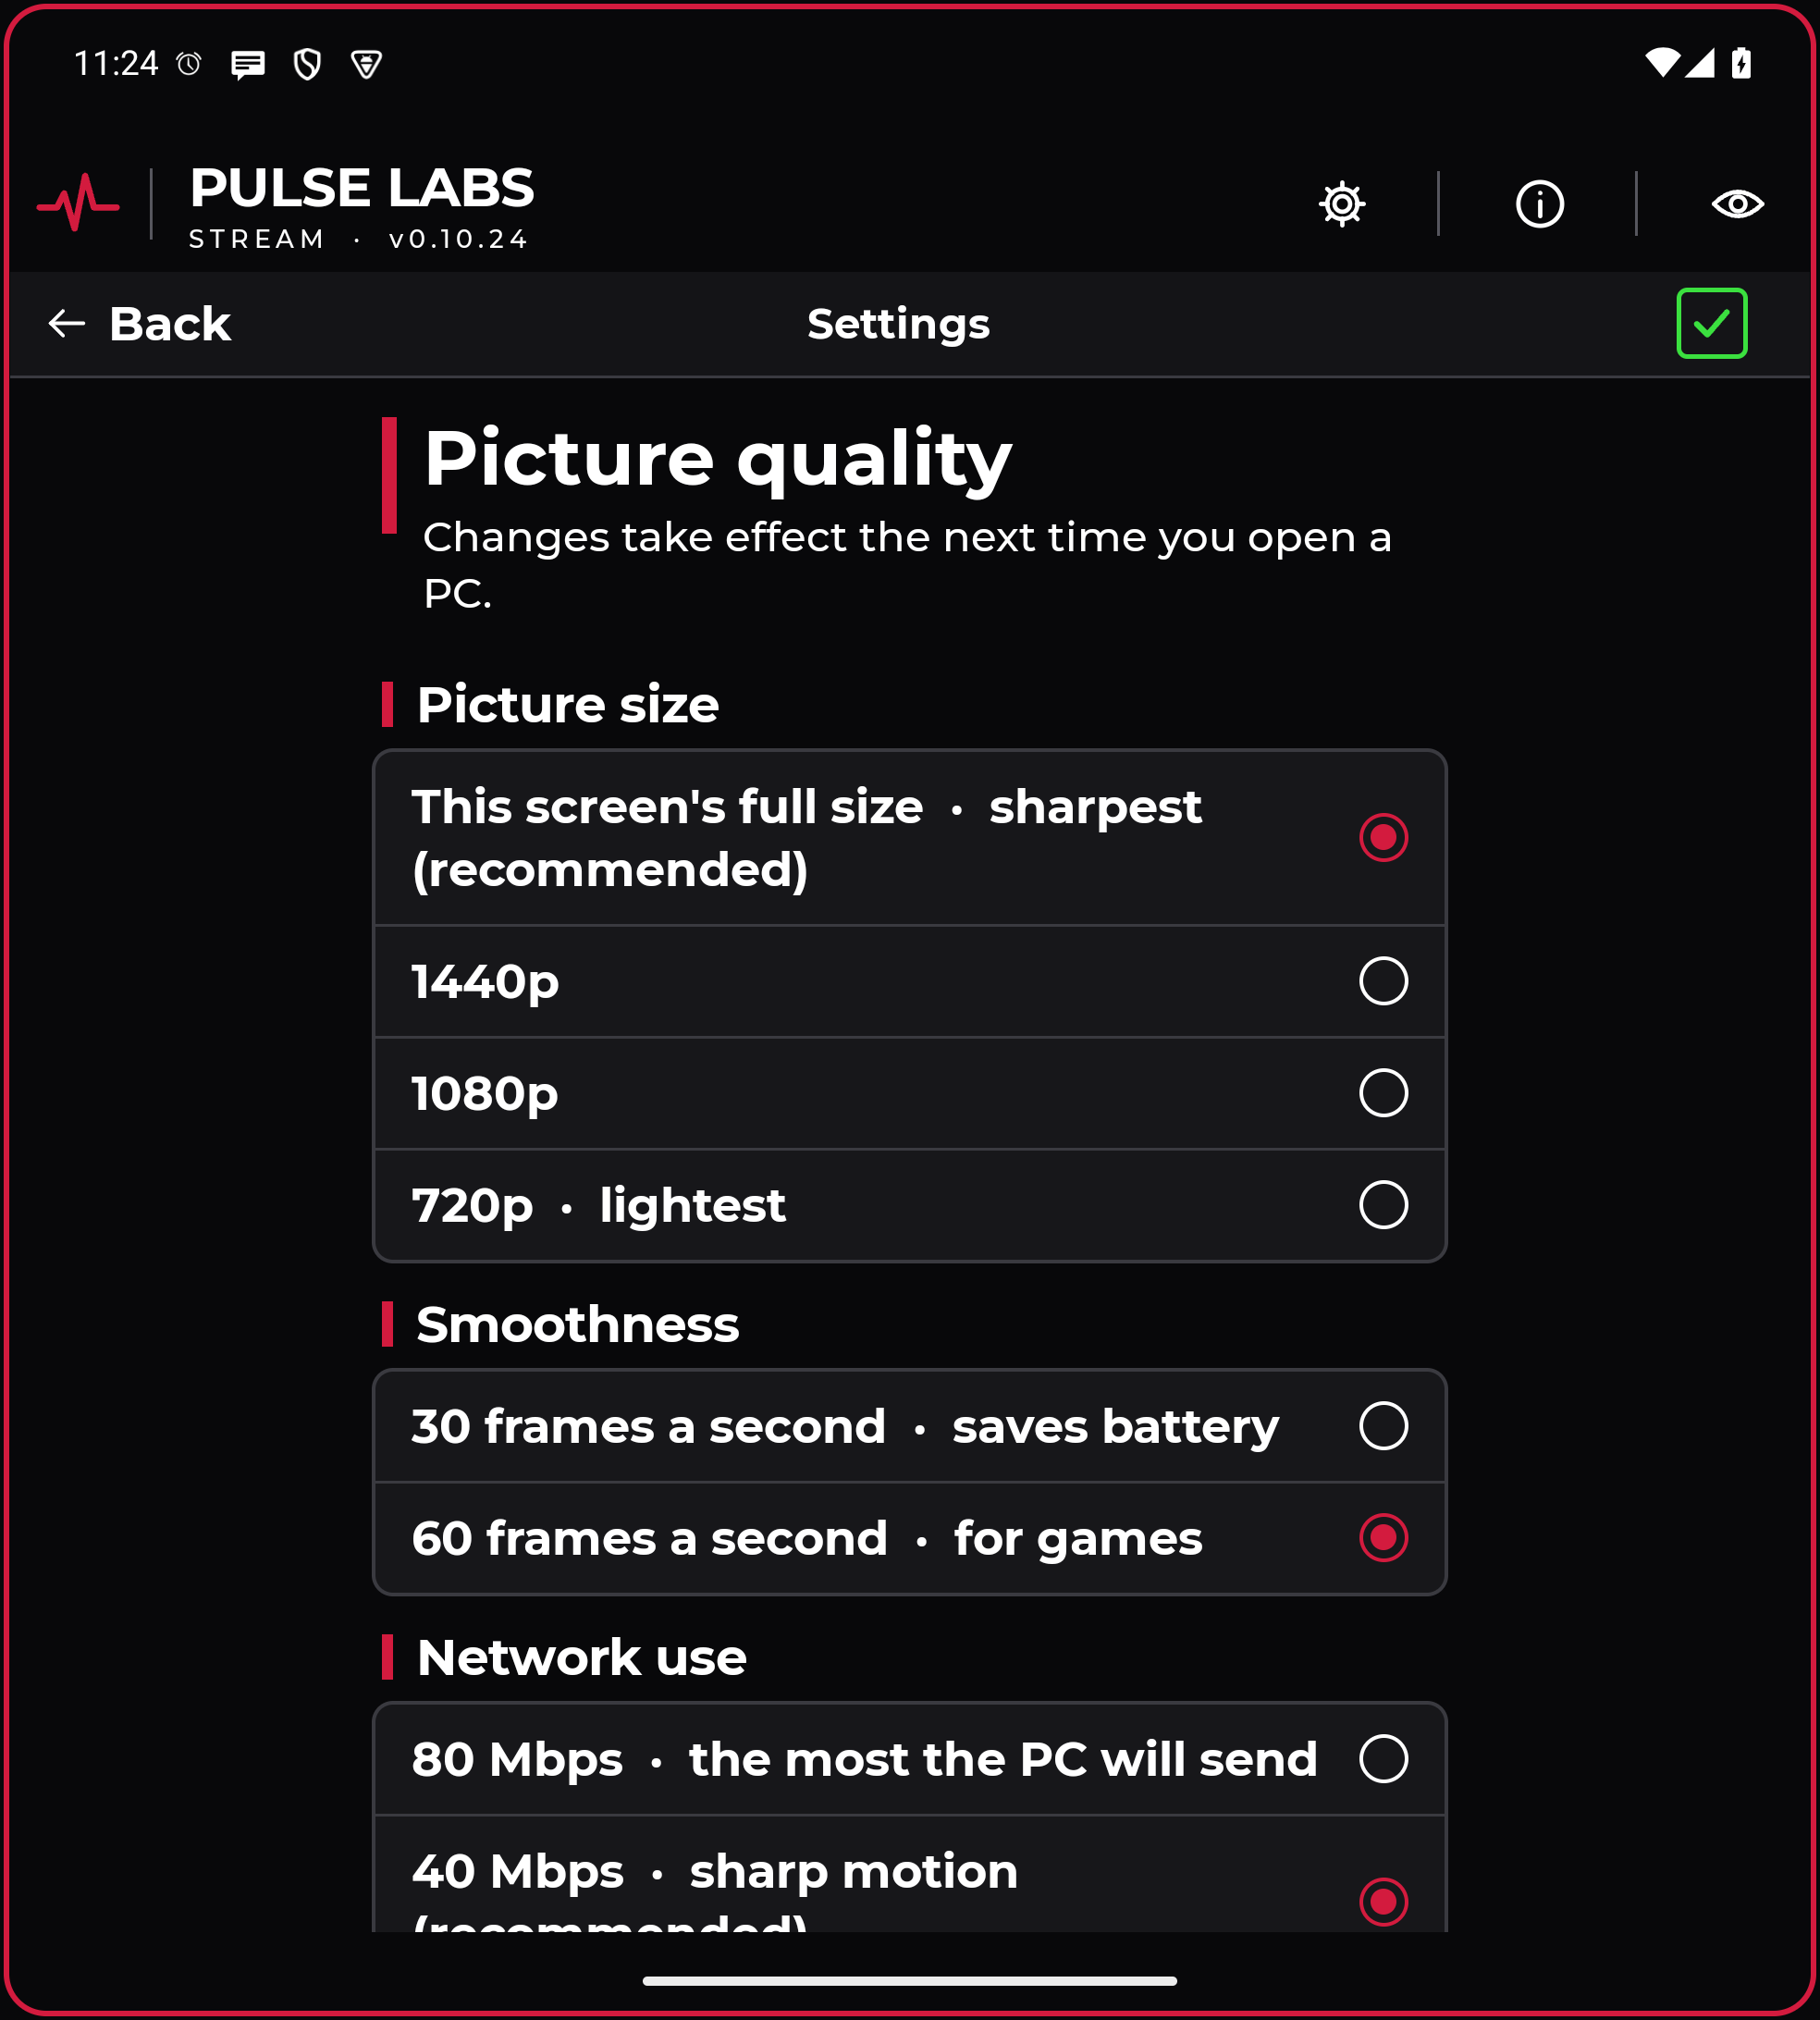 11:24
PULSE LABS
STREAM · v0.10.24
Back
Settings
Picture quality
Changes take effect the next time you open a
PC.
Picture size
This screen's full size · sharpest
(recommended)
1440p
1080p
720p · lightest
Smoothness
30 frames a second · saves battery
60 frames a second · for games
Network use
80 Mbps · the most the PC will send
40 Mbps · sharp motion
(recommended)